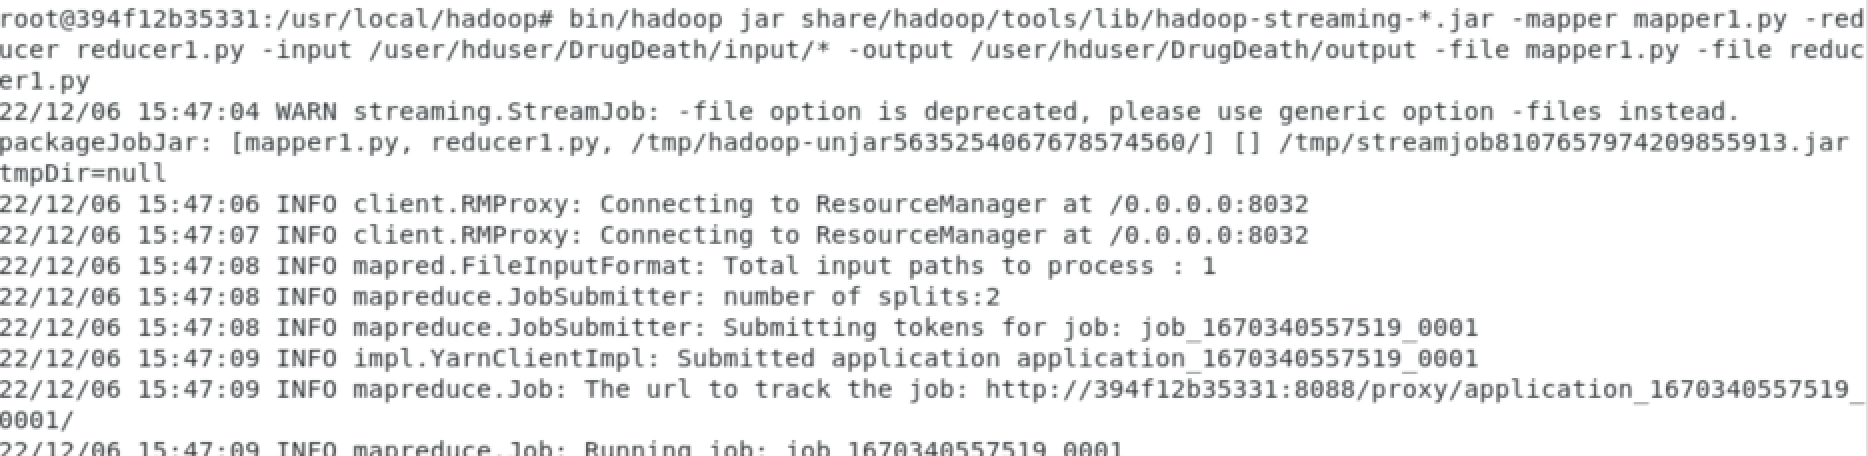 root@394f12b35331:/usr/local/hadoop# bin/hadoop jar share/hadoop/tools/lib/hadoop-streaming-*.jar -mapper mapper1.py -red
ucer reducer1.py -input /user/hduser/DrugDeath/input/* -output /user/hduser/DrugDeath/output -file mapper1.py -file reduc
er1.py
22/12/06 15:47:04 WARN streaming.StreamJob: -file option is deprecated, please use generic option -files instead.
packageJobJar: [mapper1.py, reducer1.py, /tmp/hadoop-unjar5635254067678574560/] [] /tmp/streamjob8107657974209855913.jar
tmpDir=null
22/12/06 15:47:06 INFO client.RMProxy: Connecting to ResourceManager at /0.0.0.0:8032
22/12/06 15:47:07 INFO client.RMProxy: Connecting to ResourceManager at /0.0.0.0:8032
22/12/06 15:47:08 INFO mapred.FileInputFormat: Total input paths to process : 1
22/12/06 15:47:08 INFO mapreduce.JobSubmitter: number of splits:2
22/12/06 15:47:08 INFO mapreduce.JobSubmitter: Submitting tokens for job: job_1670340557519_0001
22/12/06 15:47:09 INFO impl.YarnClientImpl: Submitted application application_1670340557519_0001
22/12/06 15:47:09 INFO mapreduce.Job: The url to track the job: http://394f12b35331:8088/proxy/application_1670340557519_
0001/
22/12/06 15:47:09 INFO mapreduce.Job: Running job: job_1670340557519_0001